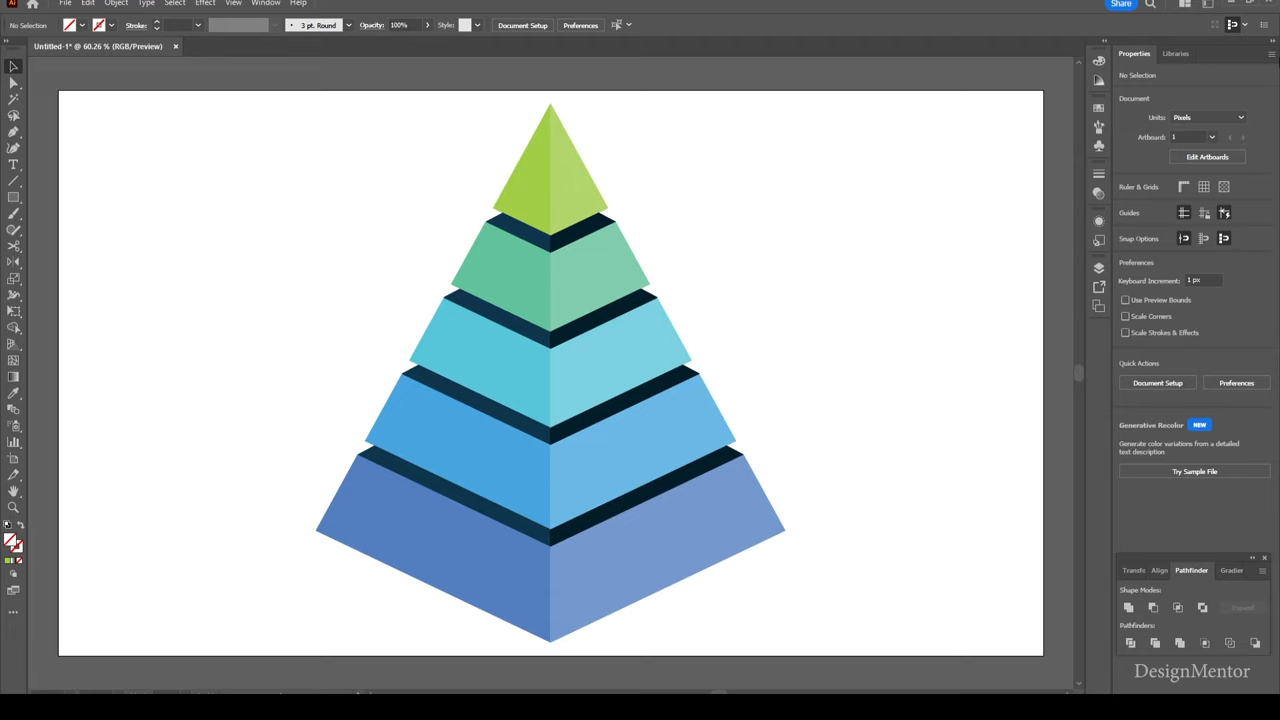 Ai File Edit Object Type Select Effect View Window Help Share
No Selection Stroke: 3 pt. Round Opacity: 100% Style: Document Setup Preferences
Untitled-1* @ 60.26 % (RGB/Preview)
Properties Libraries
No Selection
Document
Units: Pixels
Artboard: 1
Edit Artboards
Ruler & Grids
Guides
Snap Options
Preferences
Keyboard Increment: 1 px
Use Preview Bounds
Scale Corners
Scale Strokes & Effects
Quick Actions
Document Setup Preferences
Generative Recolor NEW
Generate color variations from a detailed
text description
Try Sample File
Transfc Align Pathfinder Gradier
Shape Modes:
Expand
Pathfinders:
DesignMentor